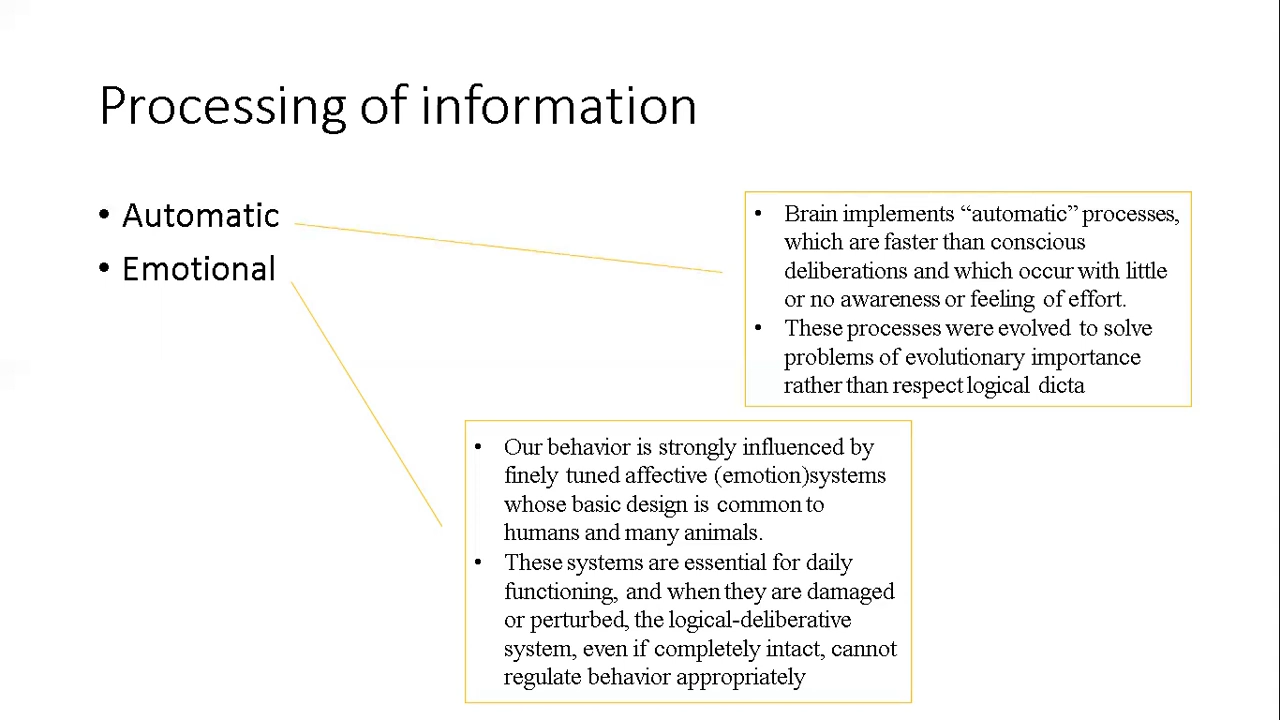 Processing of information
• Automatic
• Emotional
• Brain implements “automatic” processes,
which are faster than conscious
deliberations and which occur with little
or no awareness or feeling of effort.
• These processes were evolved to solve
problems of evolutionary importance
rather than respect logical dicta
• Our behavior is strongly influenced by
finely tuned affective (emotion)systems
whose basic design is common to
humans and many animals.
• These systems are essential for daily
functioning, and when they are damaged
or perturbed, the logical-deliberative
system, even if completely intact, cannot
regulate behavior appropriately